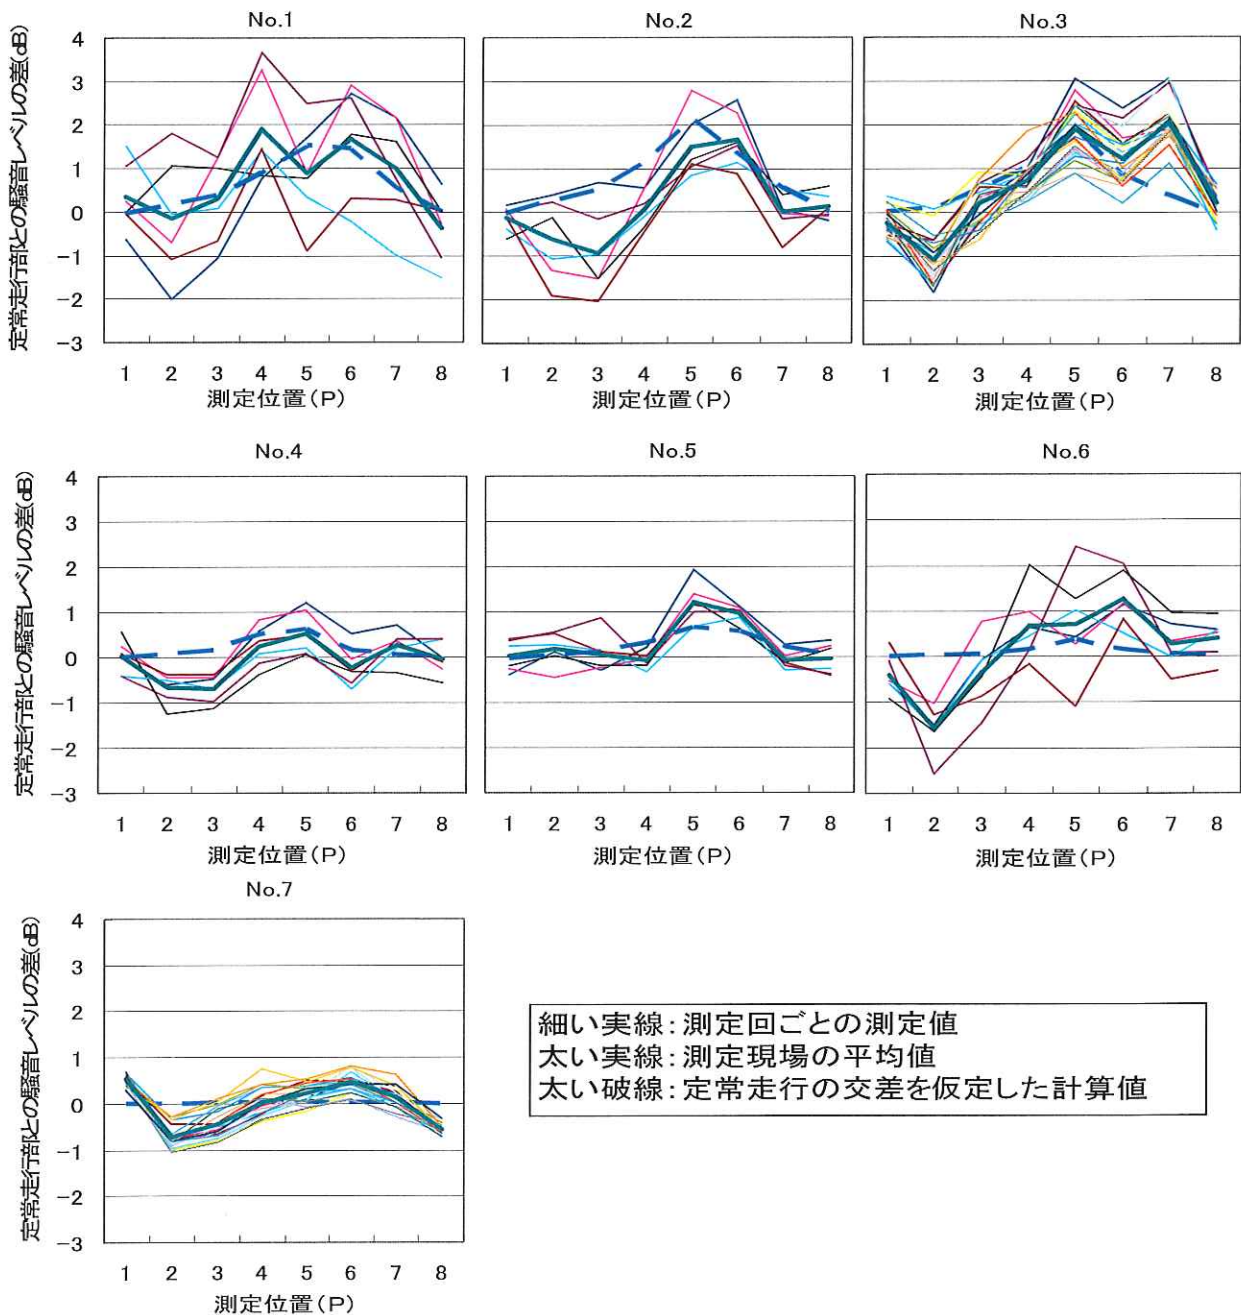 No.1
No.2
No.3
定常走行部との騒音レベルの差(dB)
4
3
2
1
0
−1
−2
−3
1 2 3 4 5 6 7 8
1 2 3 4 5 6 7 8
1 2 3 4 5 6 7 8
測定位置(P)
測定位置(P)
測定位置(P)
No.4
No.5
No.6
定常走行部との騒音レベルの差(dB)
4
3
2
1
0
−1
−2
−3
1 2 3 4 5 6 7 8
1 2 3 4 5 6 7 8
1 2 3 4 5 6 7 8
測定位置(P)
測定位置(P)
測定位置(P)
No.7
定常走行部との騒音レベルの差(dB)
4
3
2
1
0
−1
−2
−3
1 2 3 4 5 6 7 8
測定位置(P)
細い実線:測定回ごとの測定値
太い実線:測定現場の平均値
太い破線:定常走行の交差を仮定した計算値